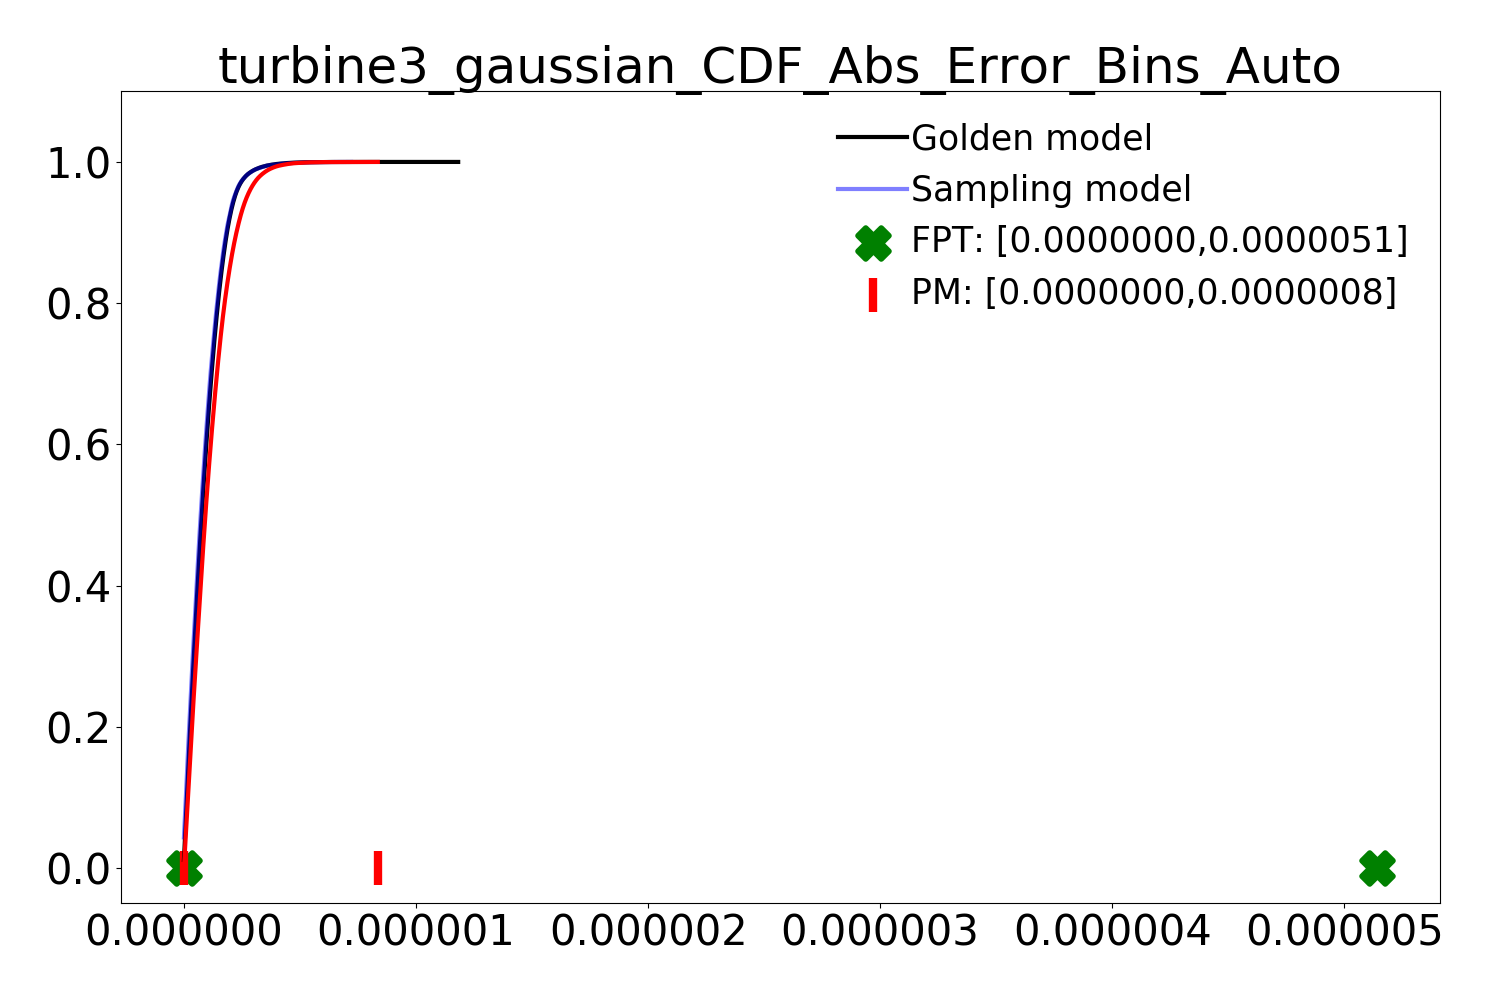 turbine3_gaussian_CDF_Abs_Error_Bins_Auto
Golden model
Sampling model
FPT: [0.0000000,0.0000051]
PM: [0.0000000,0.0000008]
1.0
0.8
0.6
0.4
0.2
0.0
0.000000 0.000001 0.000002 0.000003 0.000004 0.000005